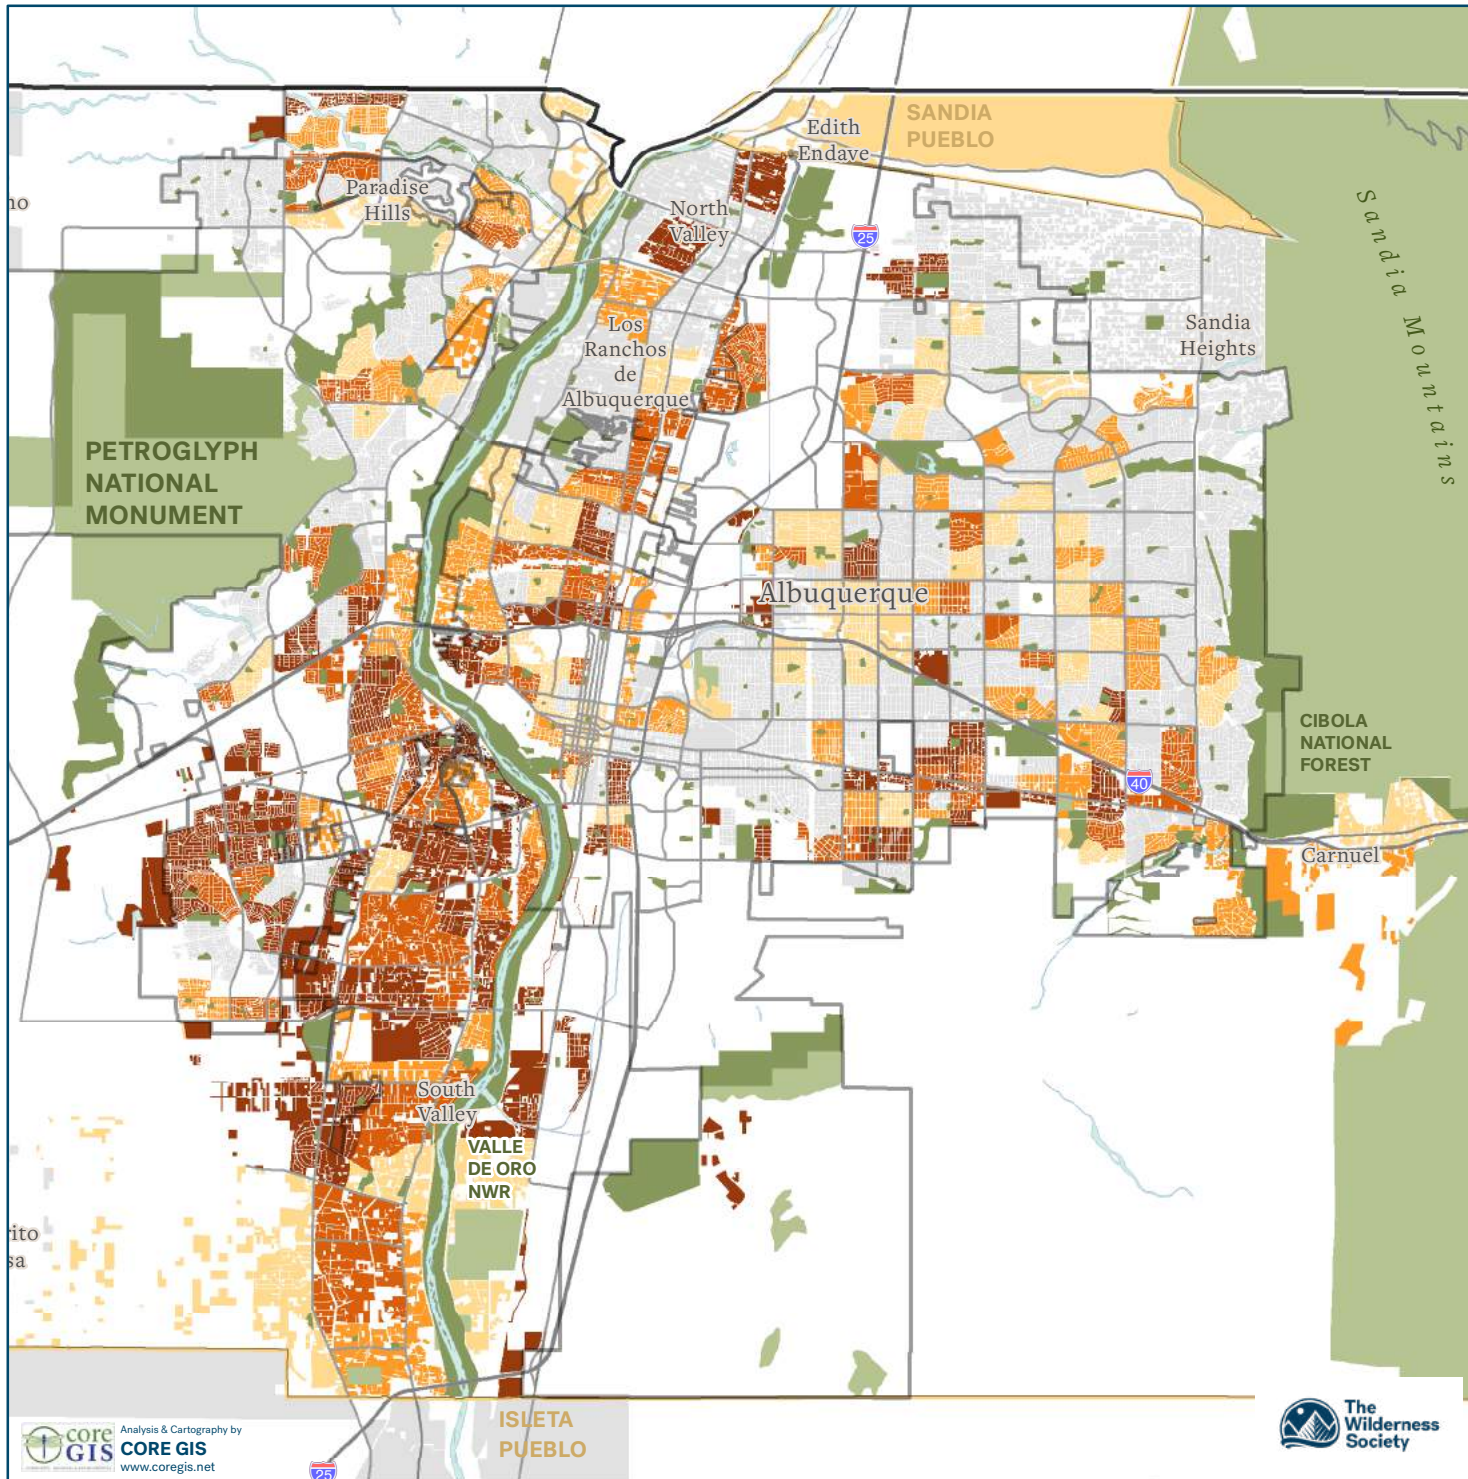 SANDIA
PUEBLO
Edith
Endave
Paradise
Hills
North
Valley
25
Sandia Mountains
Los
Ranchos
de
Albuquerque
Sandia
Heights
PETROGLYPH
NATIONAL
MONUMENT
Albuquerque
CIBOLA
NATIONAL
FOREST
40
Carnuel
South
Valley
VALLE
DE ORO
NWR
rito
sa
ISLETA
PUEBLO
25
core
GIS
Analysis & Cartography by
CORE GIS
www.coregis.net
The
Wilderness
Society